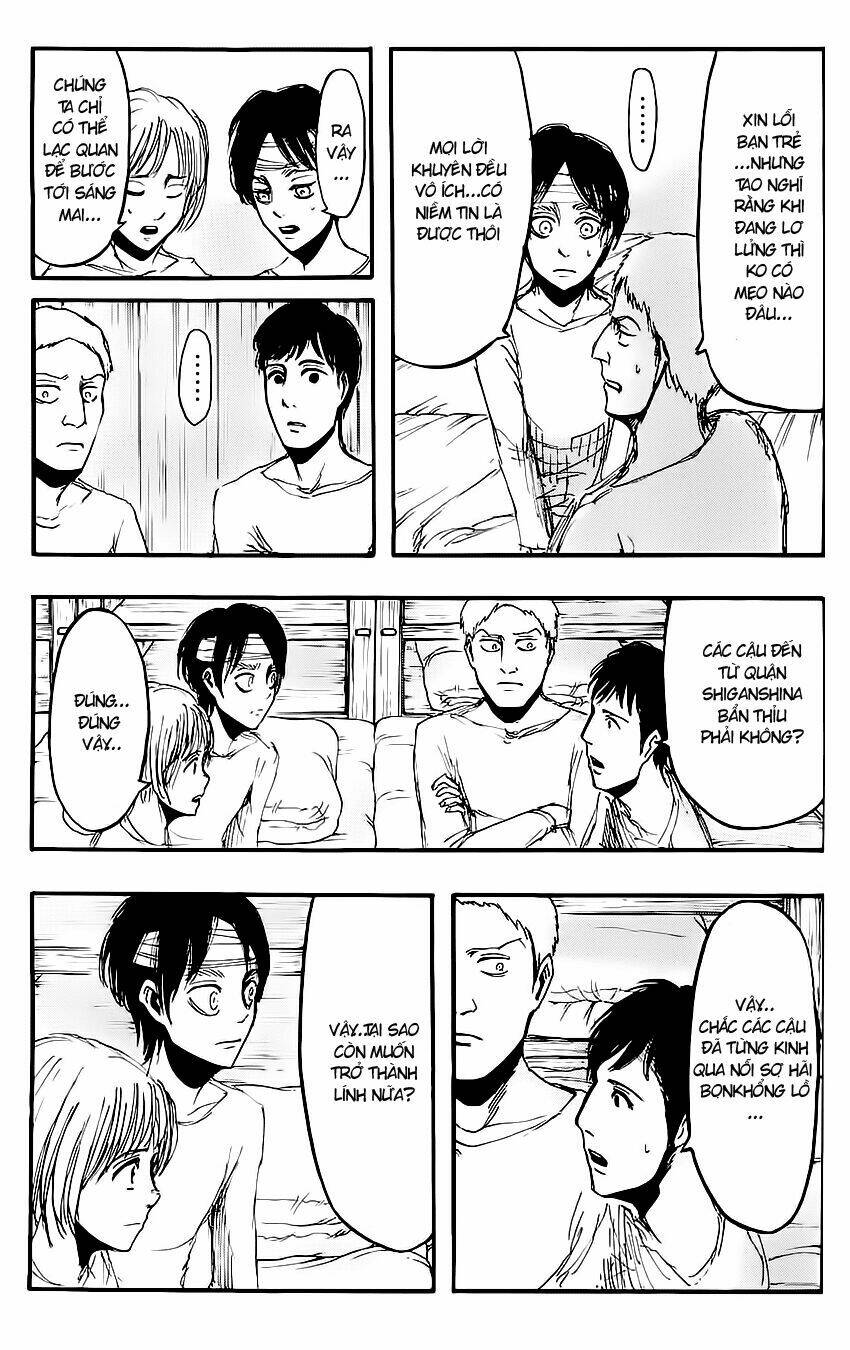 XIN LỖI
BẠN TRẺ
...NHƯNG
TAO NGHĨ
RẰNG KHI
ĐANG LƠ
LỬNG THÌ
KO CÓ
MẸO NÀO
ĐÂU...
......
MỌI LỜI
KHUYÊN ĐỀU
VÔ ÍCH...CÓ
NIỀM TIN LÀ
ĐƯỢC THÔI
RA
VẬY
...
CHÚNG
TA CHỈ
CÓ THỂ
LẠC QUAN
ĐỂ BƯỚC
TỚI SÁNG
MAI...
......
CÁC CẬU ĐẾN
TỪ QUẬN
SHIGANSHINA
BẨN THỈU
PHẢI KHÔNG?
ĐÚNG...
ĐÚNG
VẬY..
VẬY..
CHẮC CÁC CẬU
ĐÃ TỪNG KINH
QUA NỖI SỢ HÃI
BỌNKHỔNG LỒ
...
VẬY..TẠI SAO
CÒN MUỐN
TRỞ THÀNH
LÍNH NỮA?